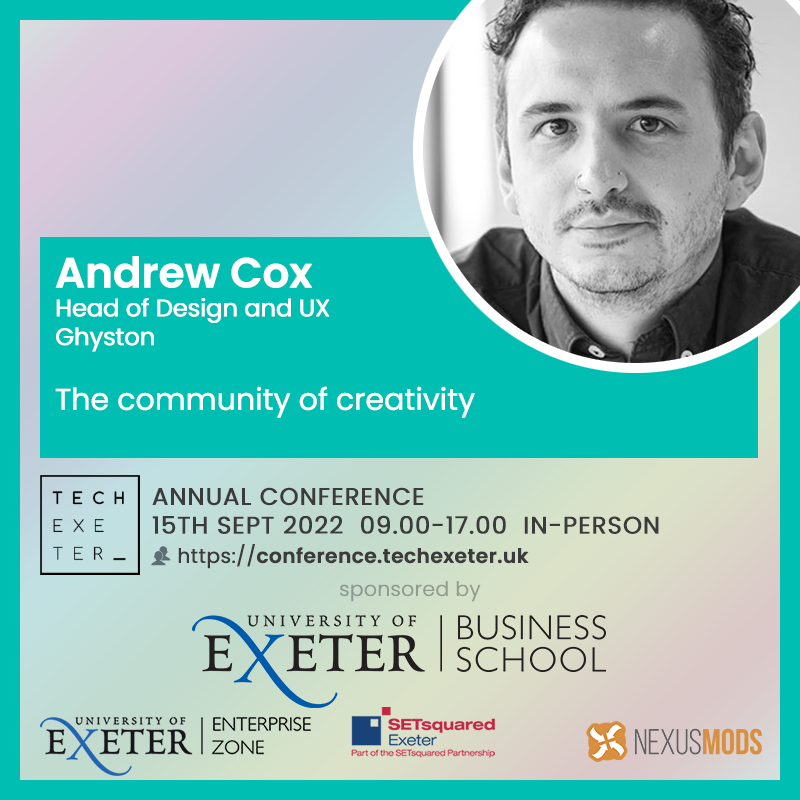 Andrew Cox
Head of Design and UX
Ghyston
The community of creativity
TECH
EXE
TER_
ANNUAL CONFERENCE
15TH SEPT 2022 09.00-17.00 IN-PERSON
https://conference.techexeter.uk
sponsored by
UNIVERSITY OF
EXETER
BUSINESS
SCHOOL
UNIVERSITY OF
EXETER
ENTERPRISE
ZONE
SETsquared
Exeter
Part of the SETsquared Partnership
NEXUSMODS